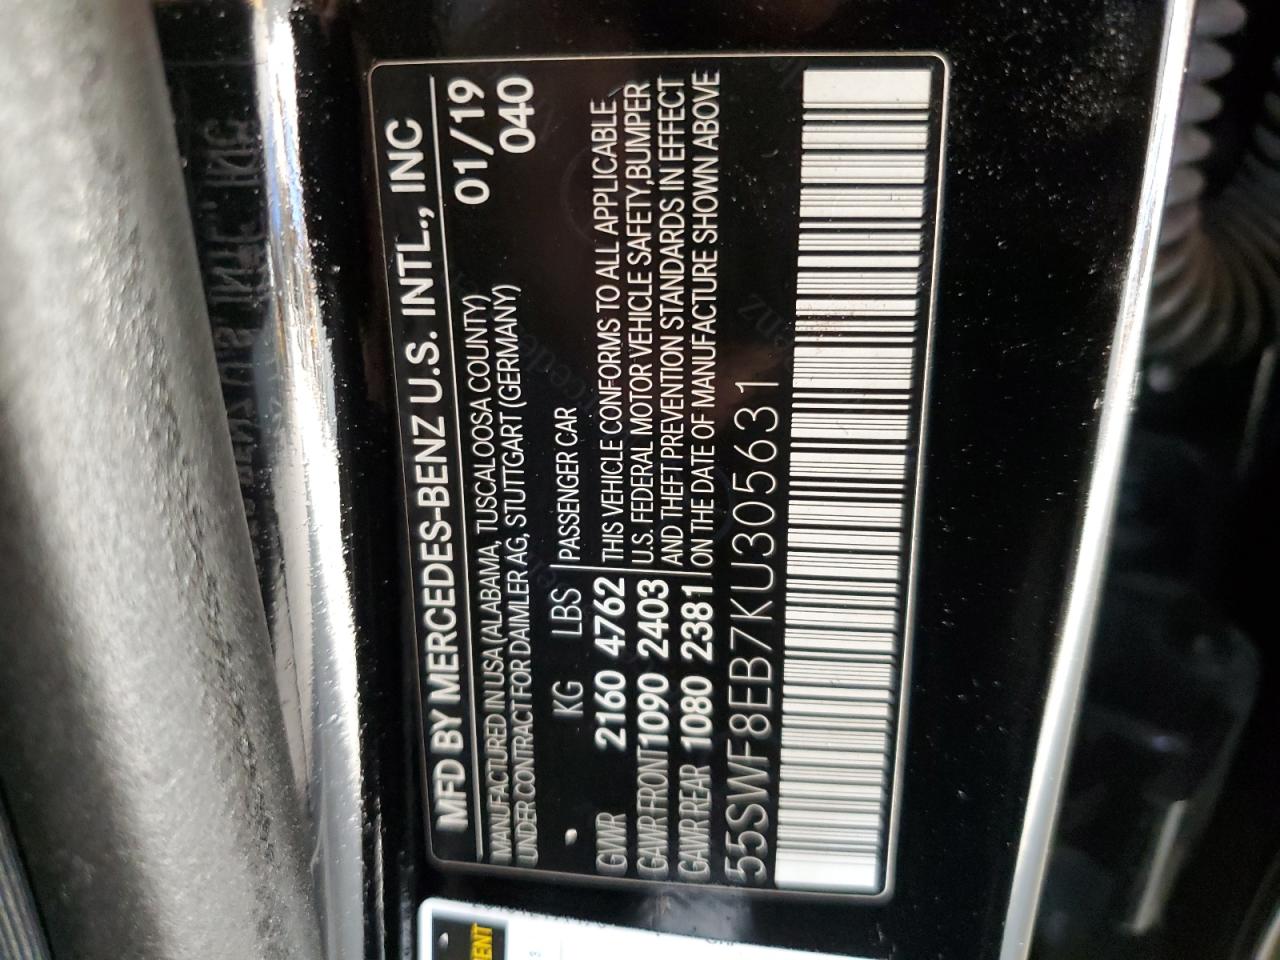 MFD BY MERCEDES-BENZ U.S. INTL., INC
MANUFACTURED IN USA (ALABAMA, TUSCALOOSA COUNTY) 01/19
UNDER CONTRACT FOR DAIMLER AG, STUTTGART (GERMANY) 040
KG LBS PASSENGER CAR
GVWR 2160 4762 THIS VEHICLE CONFORMS TO ALL APPLICABLE
GAWR FRONT 1090 2403 U.S. FEDERAL MOTOR VEHICLE SAFETY,BUMPER
GAWR REAR 1080 2381 AND THEFT PREVENTION STANDARDS IN EFFECT
ON THE DATE OF MANUFACTURE SHOWN ABOVE
55SWF8EB7KU305631